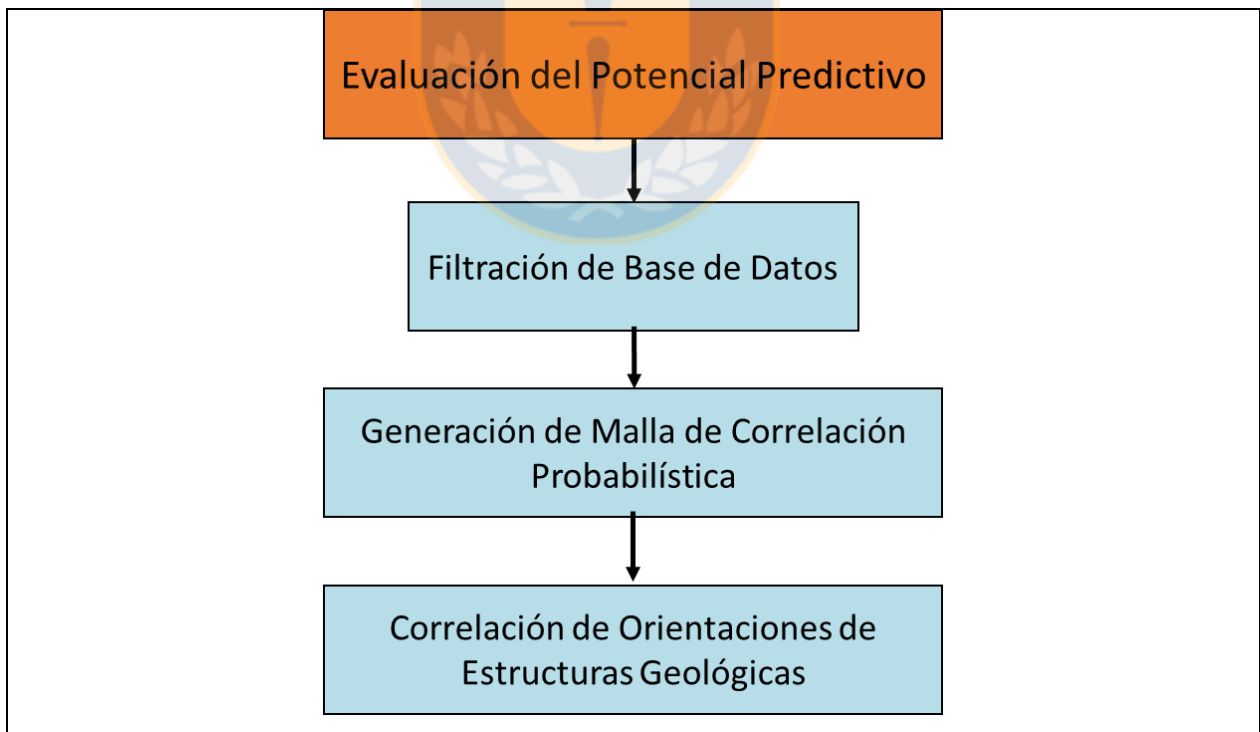 Evaluación del Potencial Predictivo
Filtración de Base de Datos
Generación de Malla de Correlación
Probabilística
Correlación de Orientaciones de
Estructuras Geológicas